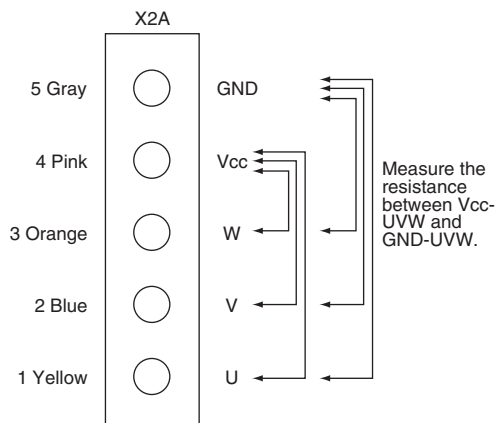 X2A
5 Gray GND
4 Pink Vcc
3 Orange W
2 Blue V
1 Yellow U
Measure the
resistance
between Vcc-
UVW and
GND-UVW.